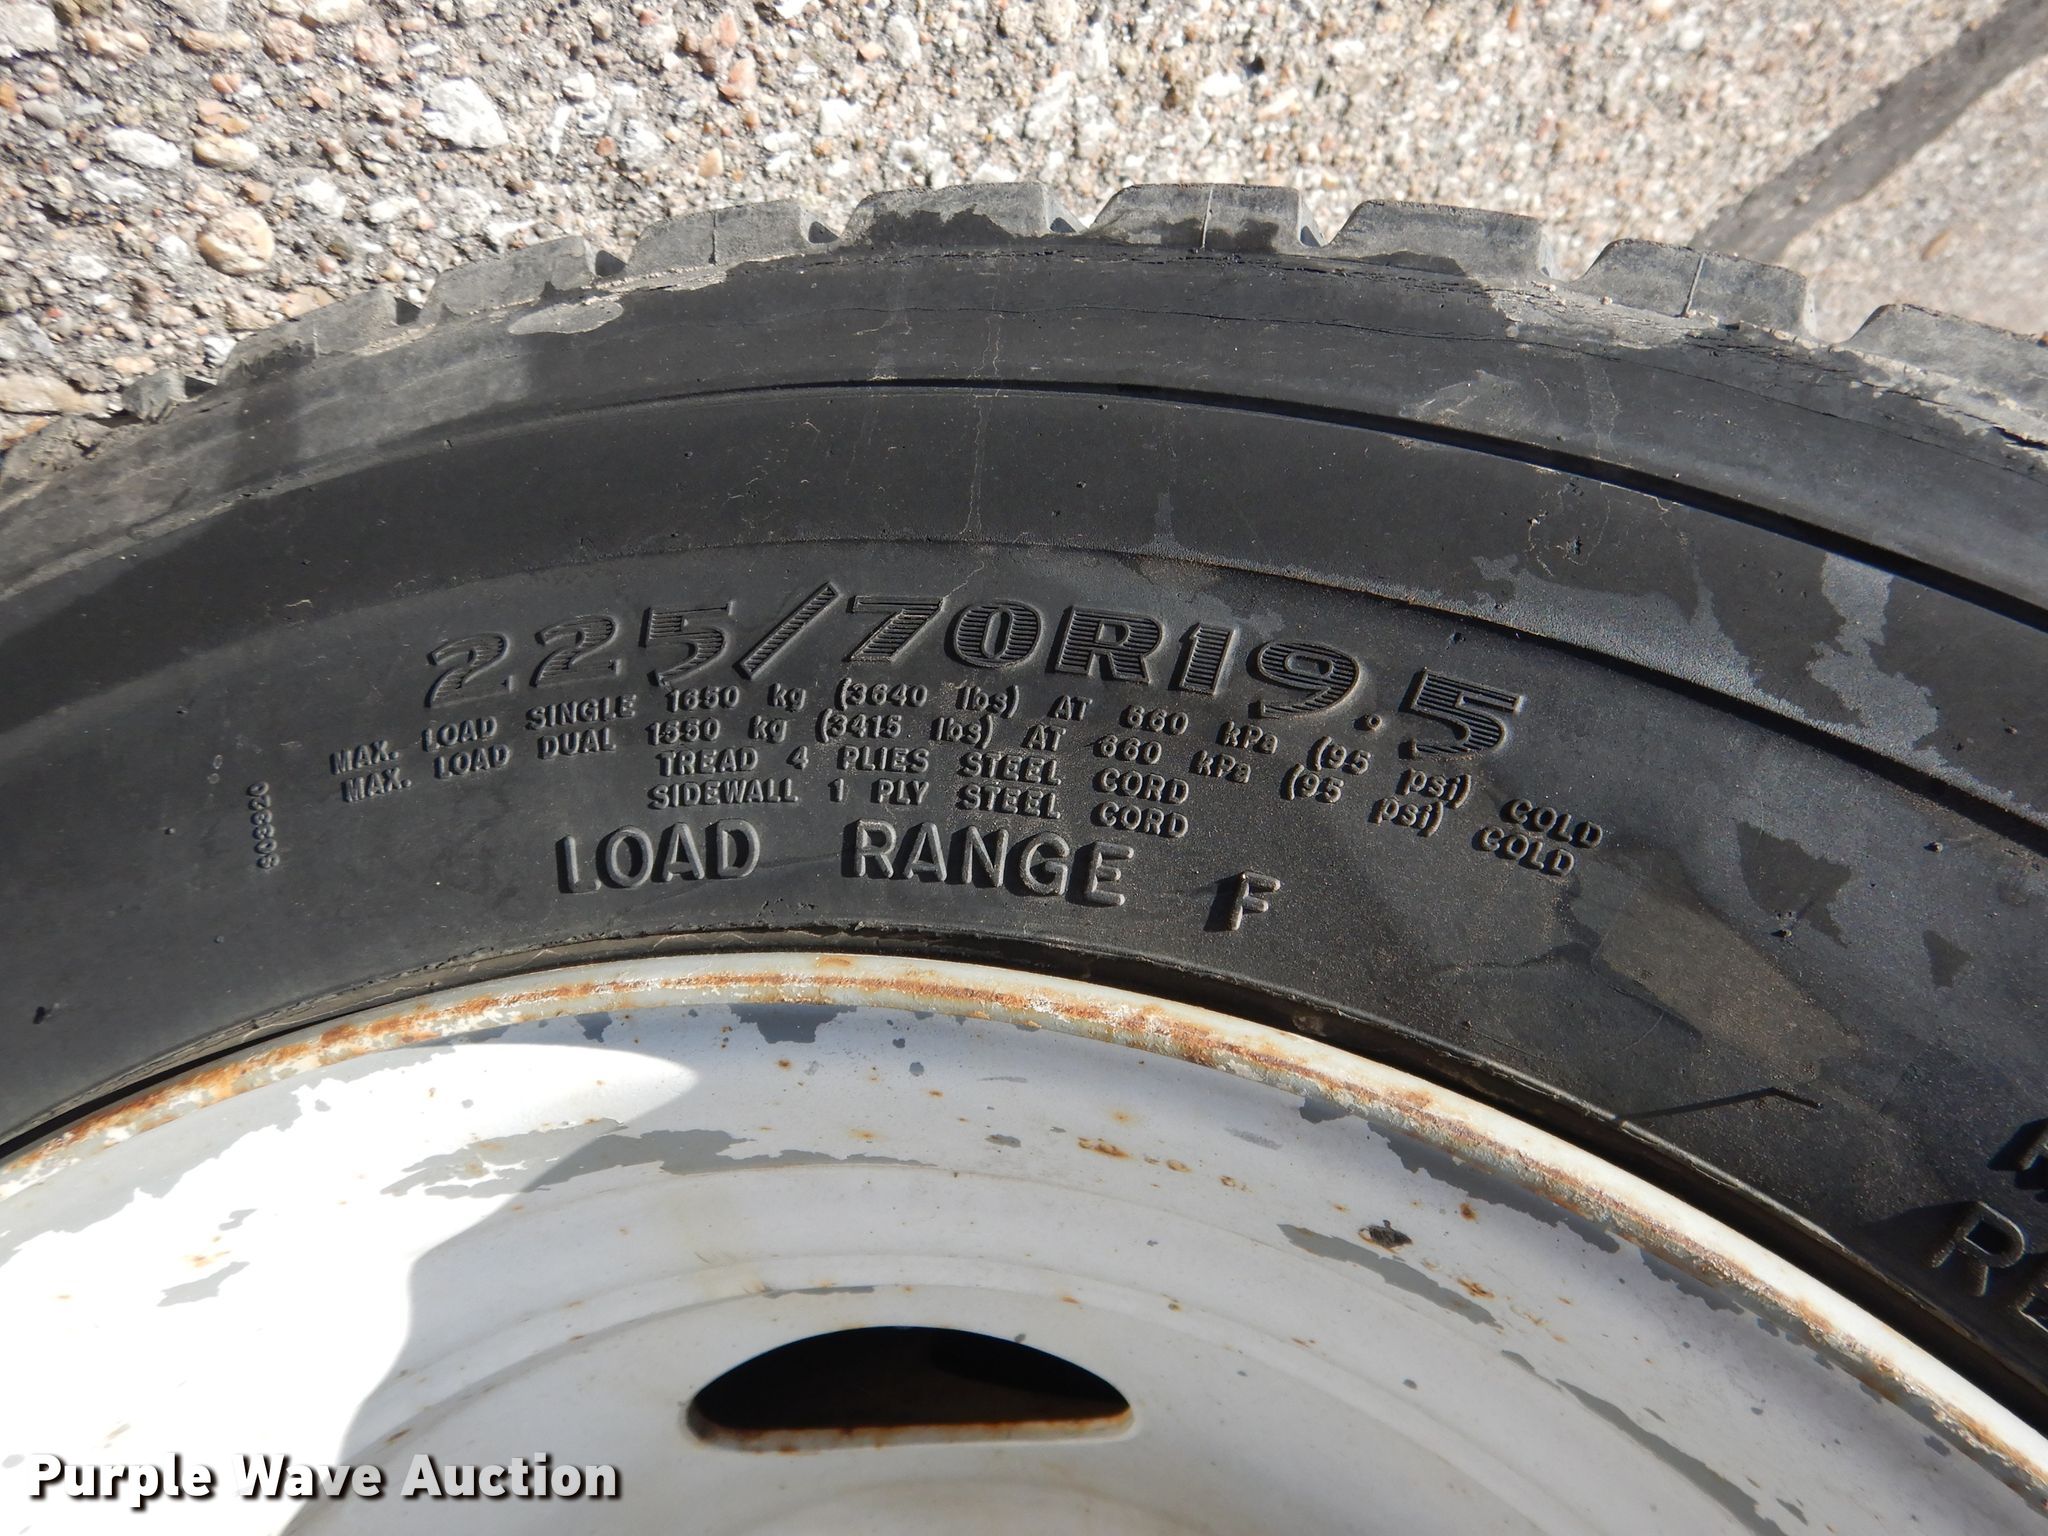 225/70R19.5
MAX. LOAD SINGLE 1650 kg (3640 lbs) AT 660 kPa (95 psi) COLD
MAX. LOAD DUAL 1550 kg (3415 lbs) AT 660 kPa (95 psi) COLD
TREAD 4 PLIES STEEL CORD
SIDEWALL 1 PLY STEEL CORD
LOAD RANGE F
Purple Wave Auction